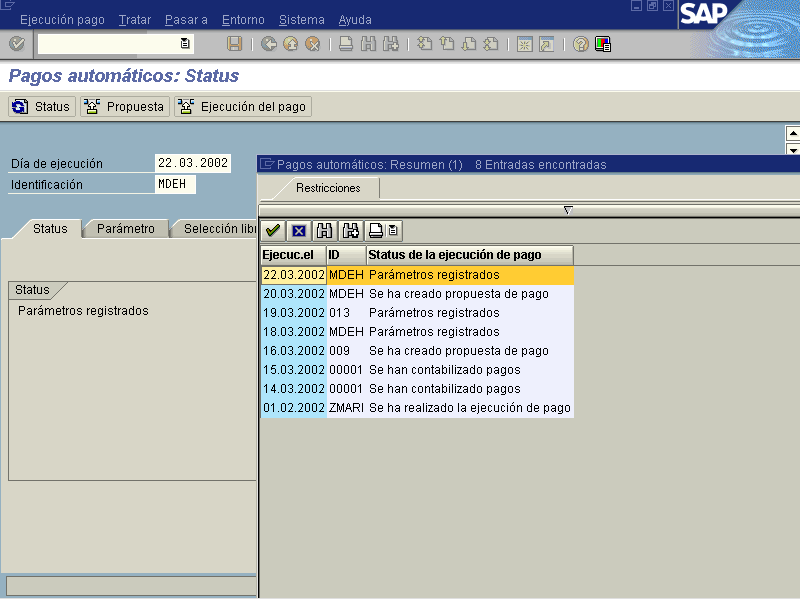 Ejecución pago Tratar Pasar a Entorno Sistema Ayuda
SAP
Pagos automáticos: Status
Status Propuesta Ejecución del pago
Día de ejecución 22.03.2002
Identificación MDEH
Status Parámetro Selección libr
Status
Parámetros registrados
Pagos automáticos: Resumen (1) 8 Entradas encontradas
Restricciones
Ejecuc.el ID Status de la ejecución de pago
22.03.2002 MDEH Parámetros registrados
20.03.2002 MDEH Se ha creado propuesta de pago
19.03.2002 013 Parámetros registrados
18.03.2002 MDEH Parámetros registrados
16.03.2002 009 Se ha creado propuesta de pago
15.03.2002 00001 Se han contabilizado pagos
14.03.2002 00001 Se han contabilizado pagos
01.02.2002 ZMARI Se ha realizado la ejecución de pago